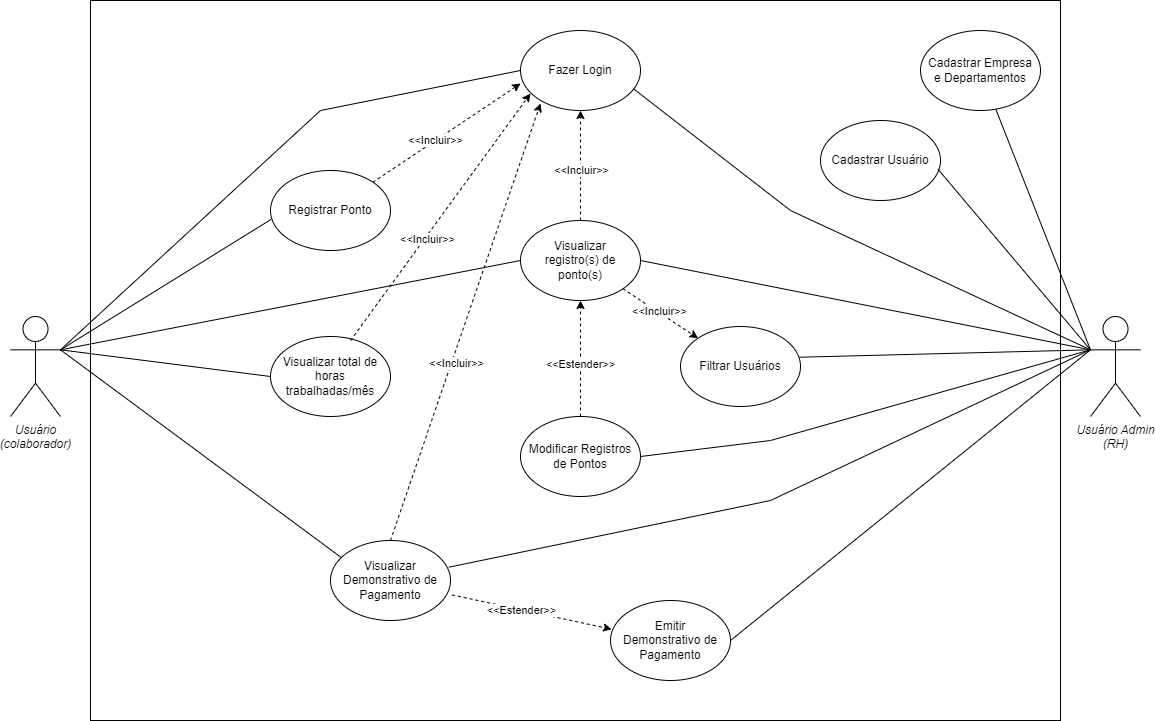 Fazer Login
Cadastrar Empresa
e Departamentos
<<Incluir>>
Cadastrar Usuário
<<Incluir>>
Registrar Ponto
<<Incluir>>
Visualizar
registro(s) de
ponto(s)
<<Incluir>>
Visualizar total de
horas
trabalhadas/mês
<<Incluir>>
<<Estender>>
Filtrar Usuários
Usuário
(colaborador)
Usuário Admin
(RH)
Modificar Registros
de Pontos
Visualizar
Demonstrativo de
Pagamento
<<Estender>>
Emitir
Demonstrativo de
Pagamento